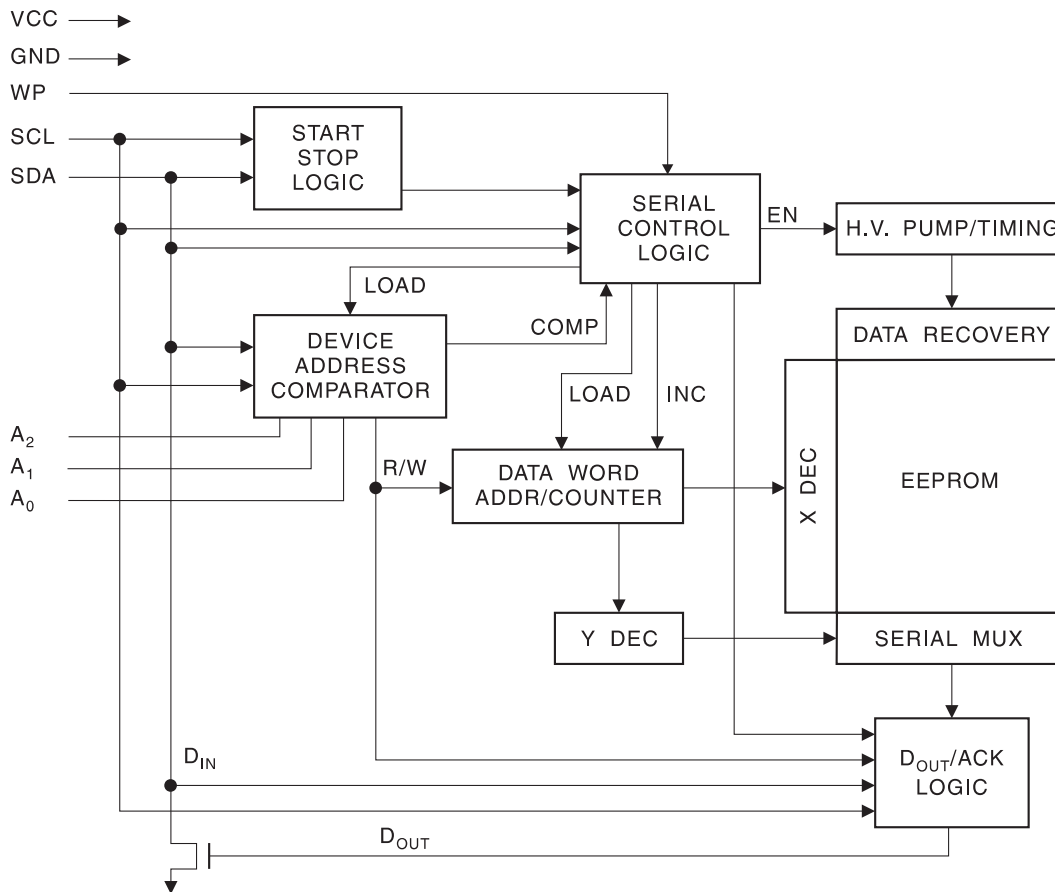 VCC
GND
WP
SCL
SDA
START
STOP
LOGIC
SERIAL
CONTROL
LOGIC
EN
H.V. PUMP/TIMING
LOAD
COMP
DATA RECOVERY
DEVICE
ADDRESS
COMPARATOR
LOAD
INC
A2
A1
A0
R/W
DATA WORD
ADDR/COUNTER
X DEC
EEPROM
Y DEC
SERIAL MUX
DIN
DOUT/ACK
LOGIC
DOUT